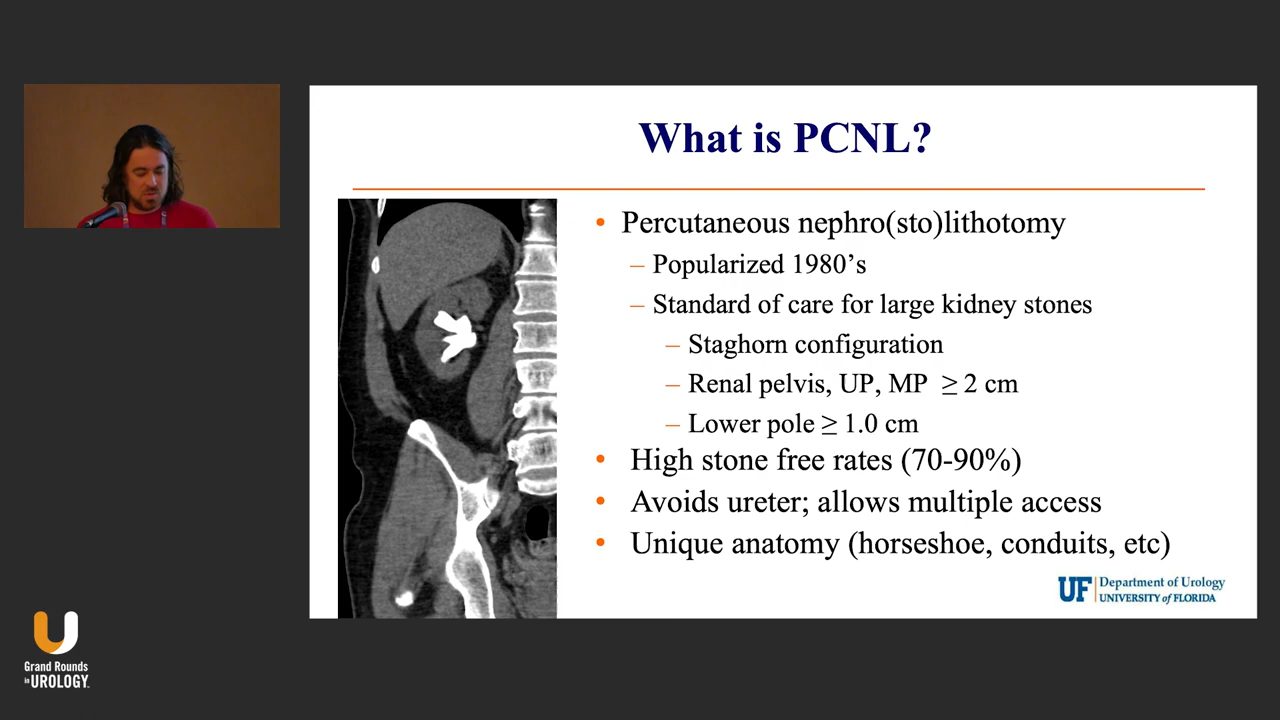 What is PCNL?
• Percutaneous nephro(sto)lithotomy
– Popularized 1980’s
– Standard of care for large kidney stones
– Staghorn configuration
– Renal pelvis, UP, MP ≥ 2 cm
– Lower pole ≥ 1.0 cm
• High stone free rates (70-90%)
• Avoids ureter; allows multiple access
• Unique anatomy (horseshoe, conduits, etc)
UF Department of Urology
UNIVERSITY of FLORIDA
Grand Rounds
in UROLOGY